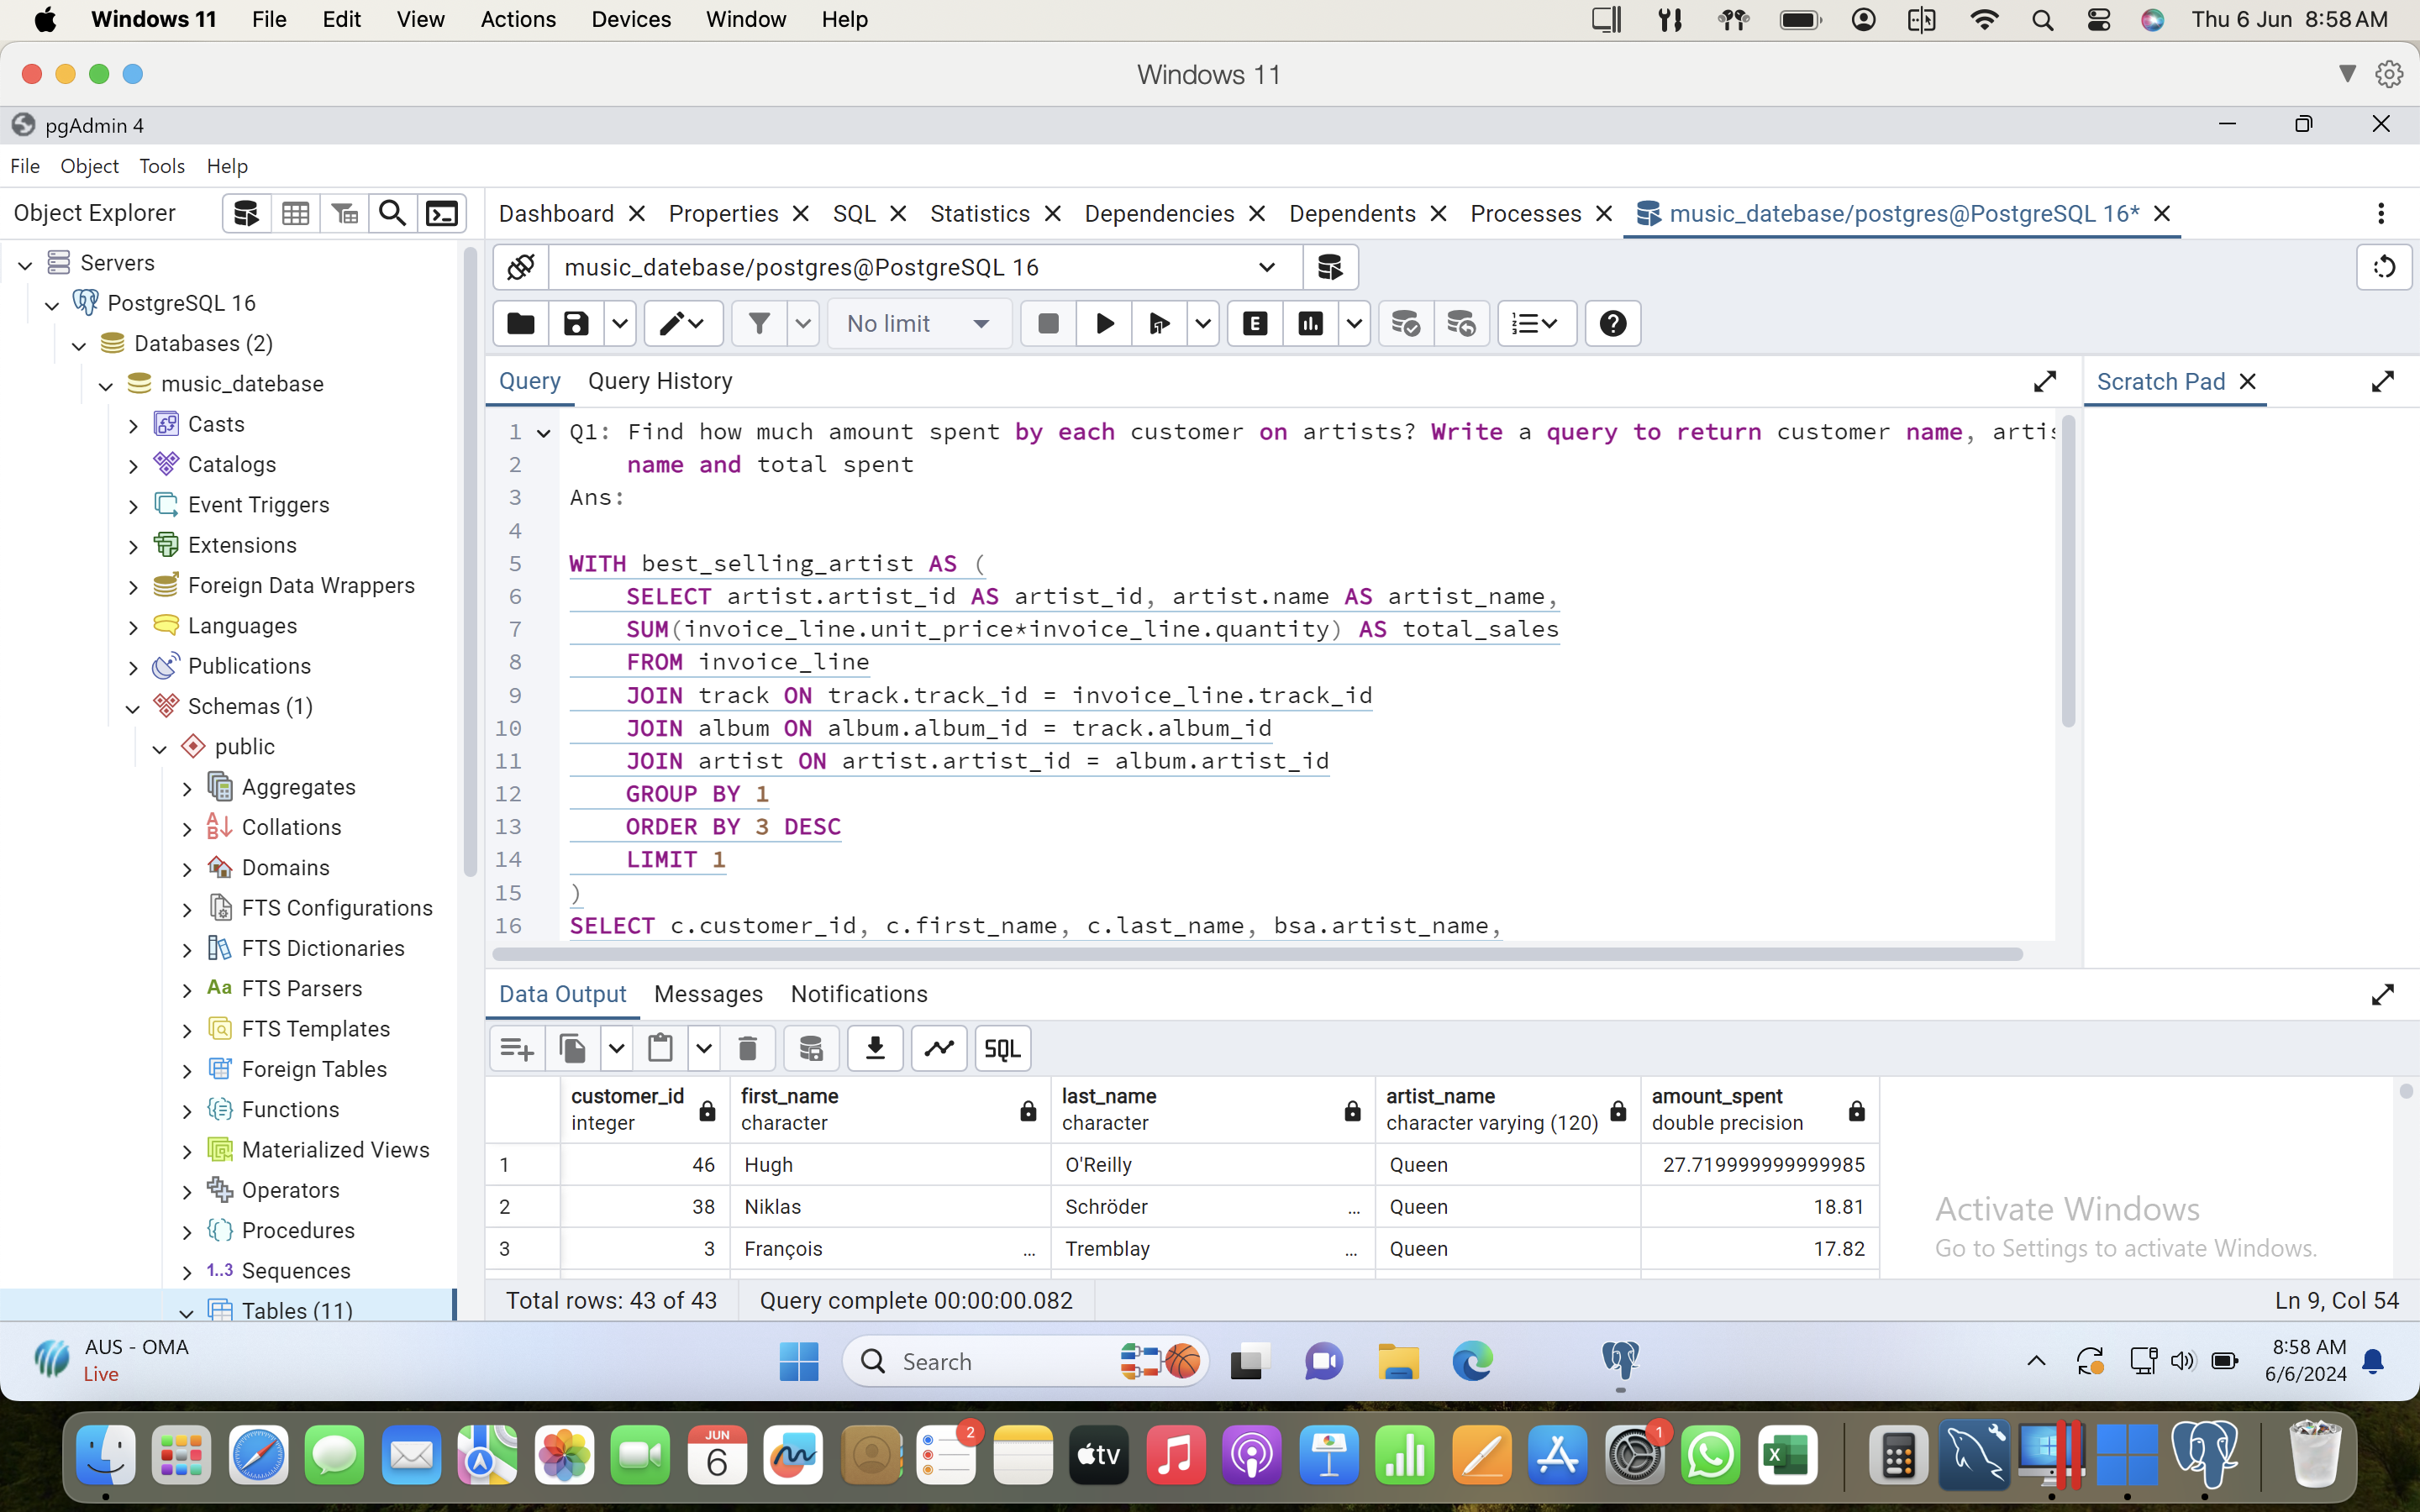 Windows 11 File Edit View Actions Devices Window Help Thu 6 Jun 8:58 AM
Windows 11
pgAdmin 4
File Object Tools Help
Object Explorer
Dashboard Properties SQL Statistics Dependencies Dependents Processes music_datebase/postgres@PostgreSQL 16*
Servers
PostgreSQL 16
Databases (2)
music_datebase
Casts
Catalogs
Event Triggers
Extensions
Foreign Data Wrappers
Languages
Publications
Schemas (1)
public
Aggregates
Collations
Domains
FTS Configurations
FTS Dictionaries
Aa FTS Parsers
FTS Templates
Foreign Tables
Functions
Materialized Views
Operators
Procedures
1..3 Sequences
Tables (11)
music_datebase/postgres@PostgreSQL 16
No limit E
Query Query History
Scratch Pad
1 Q1: Find how much amount spent by each customer on artists? Write a query to return customer name, artis
2 name and total spent
3 Ans:
4
5 WITH best_selling_artist AS (
6 SELECT artist.artist_id AS artist_id, artist.name AS artist_name,
7 SUM(invoice_line.unit_price*invoice_line.quantity) AS total_sales
8 FROM invoice_line
9 JOIN track ON track.track_id = invoice_line.track_id
10 JOIN album ON album.album_id = track.album_id
11 JOIN artist ON artist.artist_id = album.artist_id
12 GROUP BY 1
13 ORDER BY 3 DESC
14 LIMIT 1
15 )
16 SELECT c.customer_id, c.first_name, c.last_name, bsa.artist_name,
Data Output Messages Notifications
SQL
customer_id first_name last_name artist_name amount_spent
integer character character character varying (120) double precision
1 46 Hugh O'Reilly Queen 27.719999999999985
2 38 Niklas Schröder ... Queen 18.81
3 3 François ... Tremblay ... Queen 17.82
Activate Windows
Go to Settings to activate Windows.
Total rows: 43 of 43 Query complete 00:00:00.082 Ln 9, Col 54
AUS - OMA
Live
Search
8:58 AM
6/6/2024
JUN
6
2
tv
1